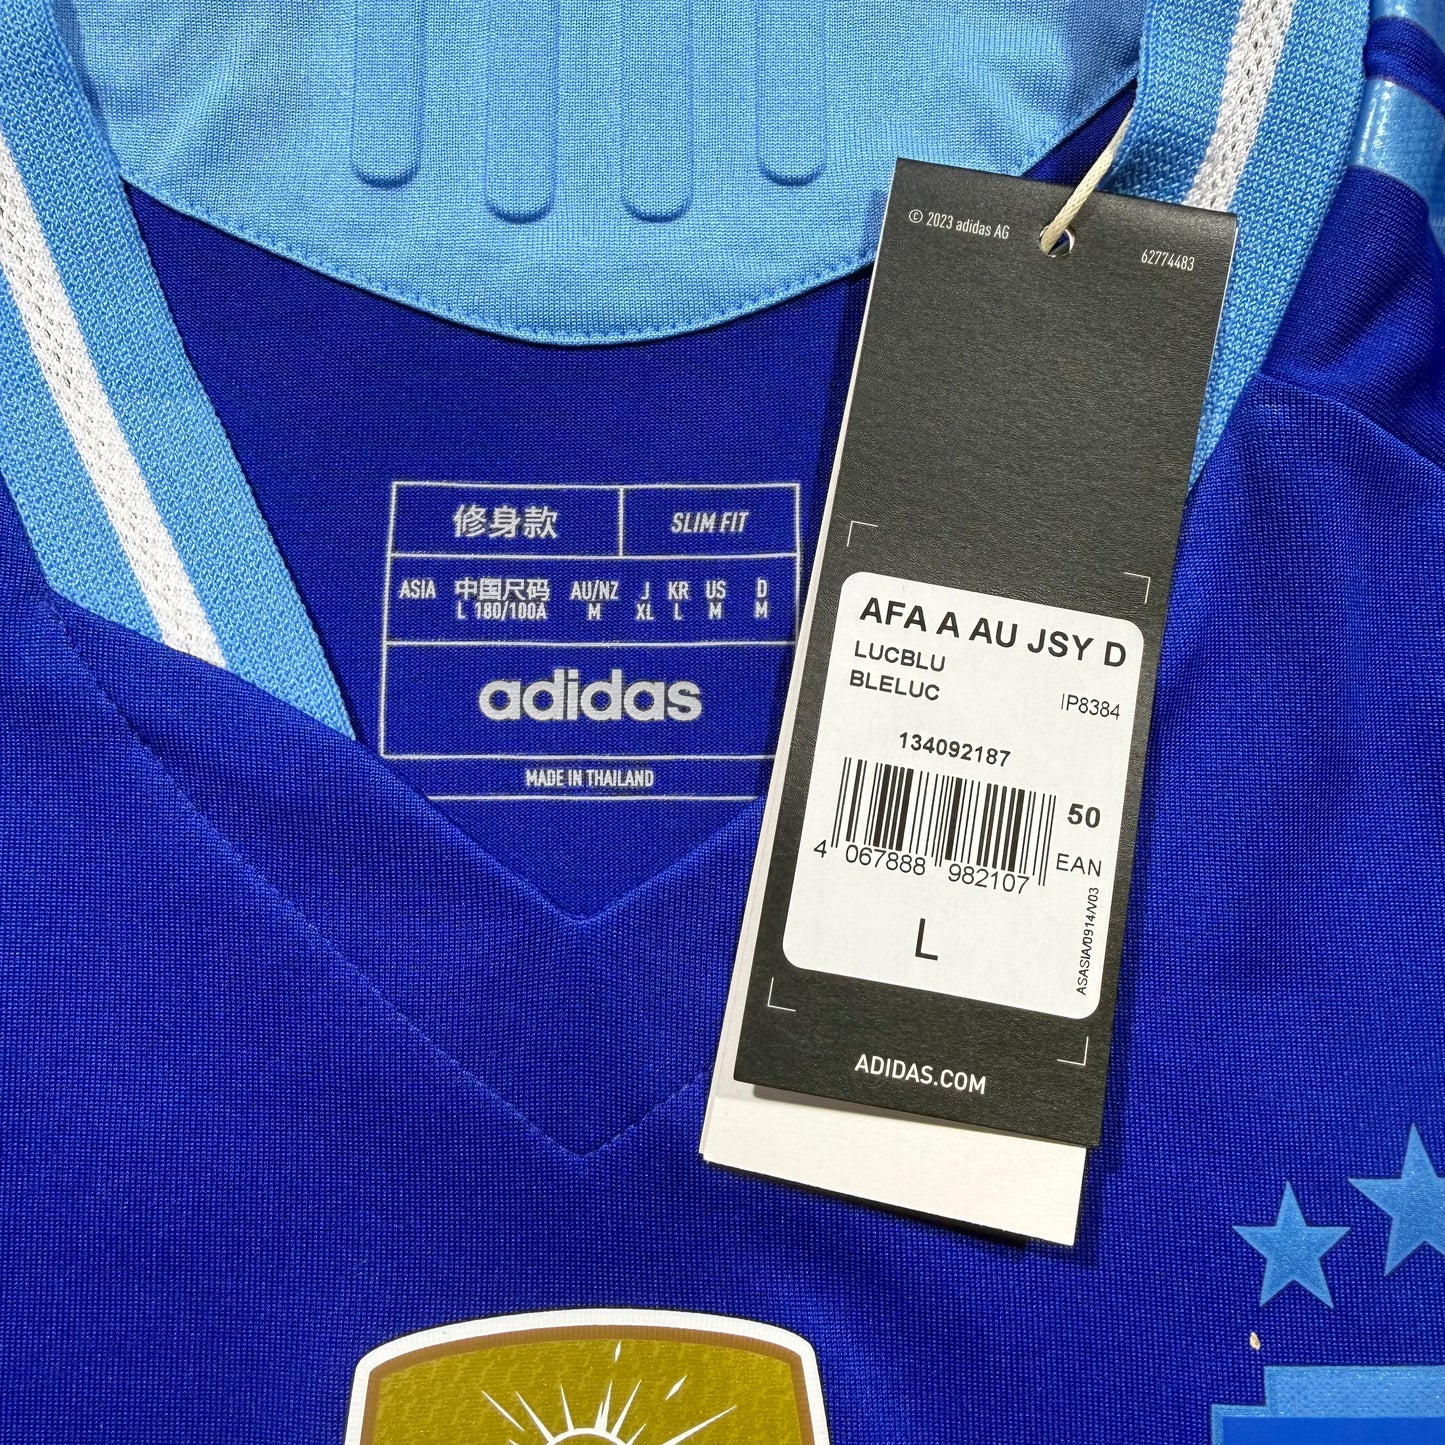 修身款 SLIM FIT
ASIA 中国尺码 AU/NZ J KR US D
L 180/100A M XL L M M
adidas
MADE IN THAILAND
© 2023 adidas AG
62774483
AFA A AU JSY D
LUCBLU
BLELUC IP8384
134092187
50
4 067888 982107 EAN
L
ASASIA/0914/V03
ADIDAS.COM